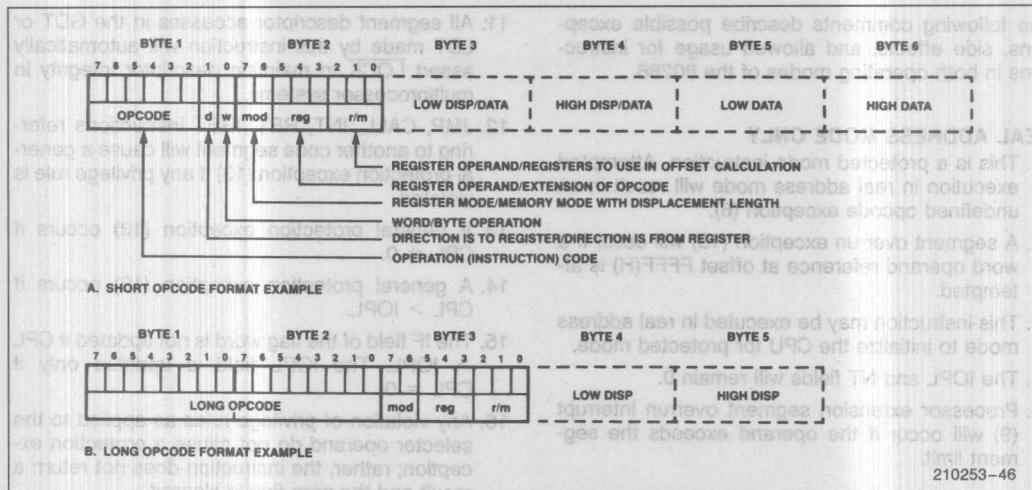 BYTE 1 BYTE 2 BYTE 3 BYTE 4 BYTE 5 BYTE 6
7 6 5 4 3 2 1 0 7 6 5 4 3 2 1 0
LOW DISP/DATA HIGH DISP/DATA LOW DATA HIGH DATA
OPCODE d w mod reg r/m
REGISTER OPERAND/REGISTERS TO USE IN OFFSET CALCULATION
REGISTER OPERAND/EXTENSION OF OPCODE
REGISTER MODE/MEMORY MODE WITH DISPLACEMENT LENGTH
WORD/BYTE OPERATION
DIRECTION IS TO REGISTER/DIRECTION IS FROM REGISTER
OPERATION (INSTRUCTION) CODE
A. SHORT OPCODE FORMAT EXAMPLE
BYTE 1 BYTE 2 BYTE 3 BYTE 4 BYTE 5
7 6 5 4 3 2 1 0 7 6 5 4 3 2 1 0 7 6 5 4 3 2 1 0
LOW DISP HIGH DISP
LONG OPCODE mod reg r/m
B. LONG OPCODE FORMAT EXAMPLE
210253–46